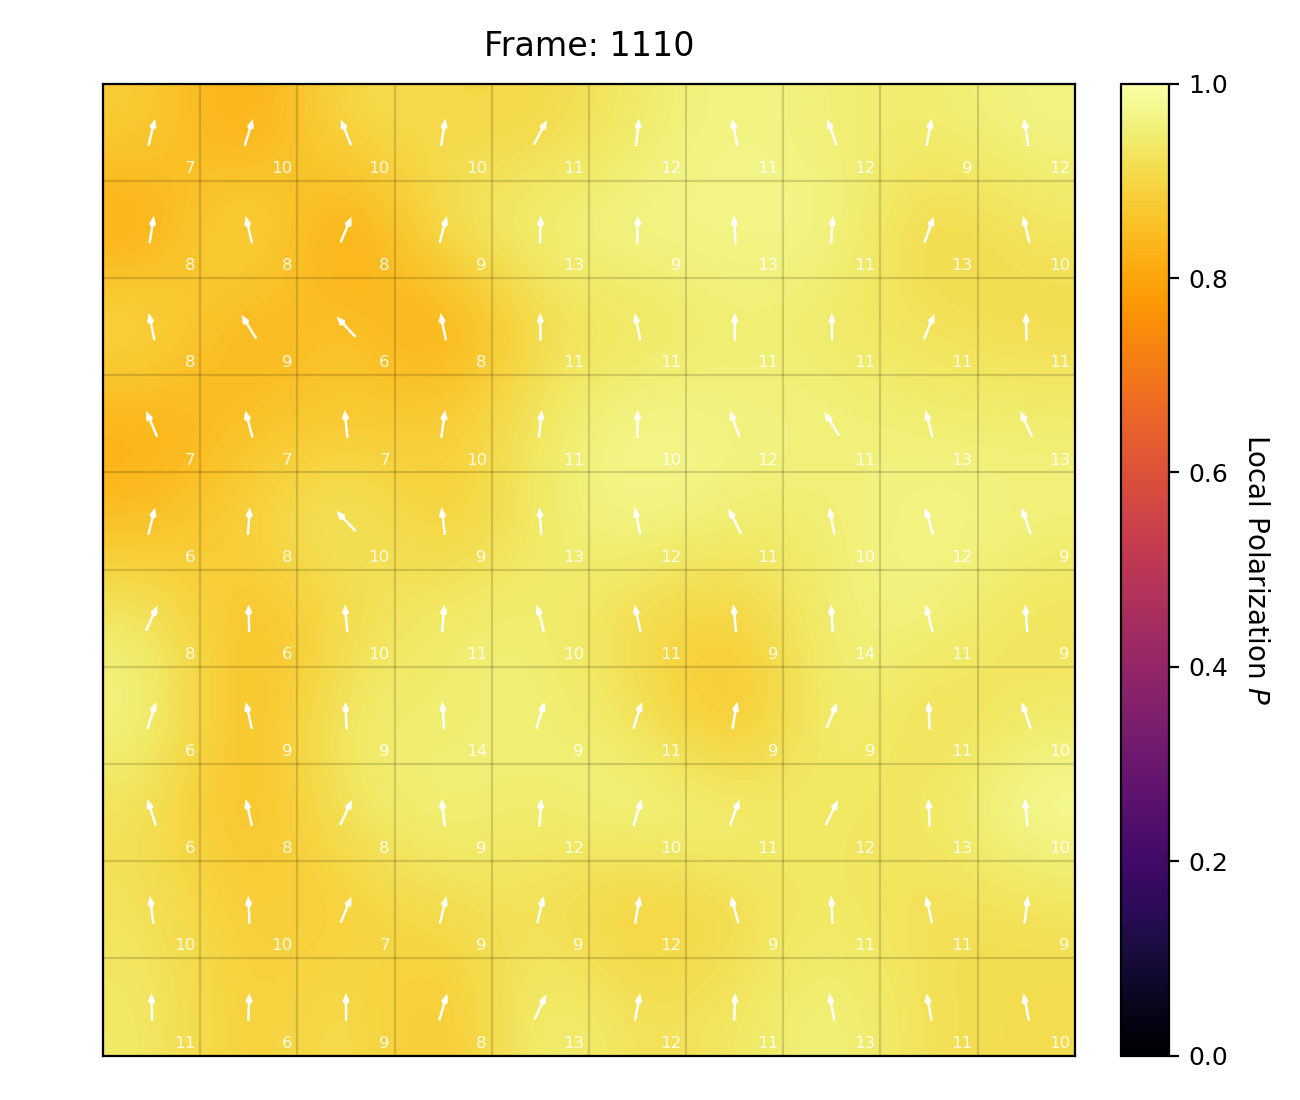 Frame: 1110
7 10 10 10 11 12 11 12 9 12
8 8 8 9 13 9 13 11 13 10
8 9 6 8 11 11 11 11 11 11
7 7 7 10 11 10 12 11 13 13
6 8 10 9 13 12 11 10 12 9
8 6 10 11 10 11 9 14 11 9
6 9 9 14 9 11 9 9 11 10
6 8 8 9 12 10 11 12 13 10
10 10 7 9 9 12 9 11 11 9
11 6 9 8 13 12 11 13 11 10
1.0
0.8
0.6
0.4
0.2
0.0
Local Polarization P